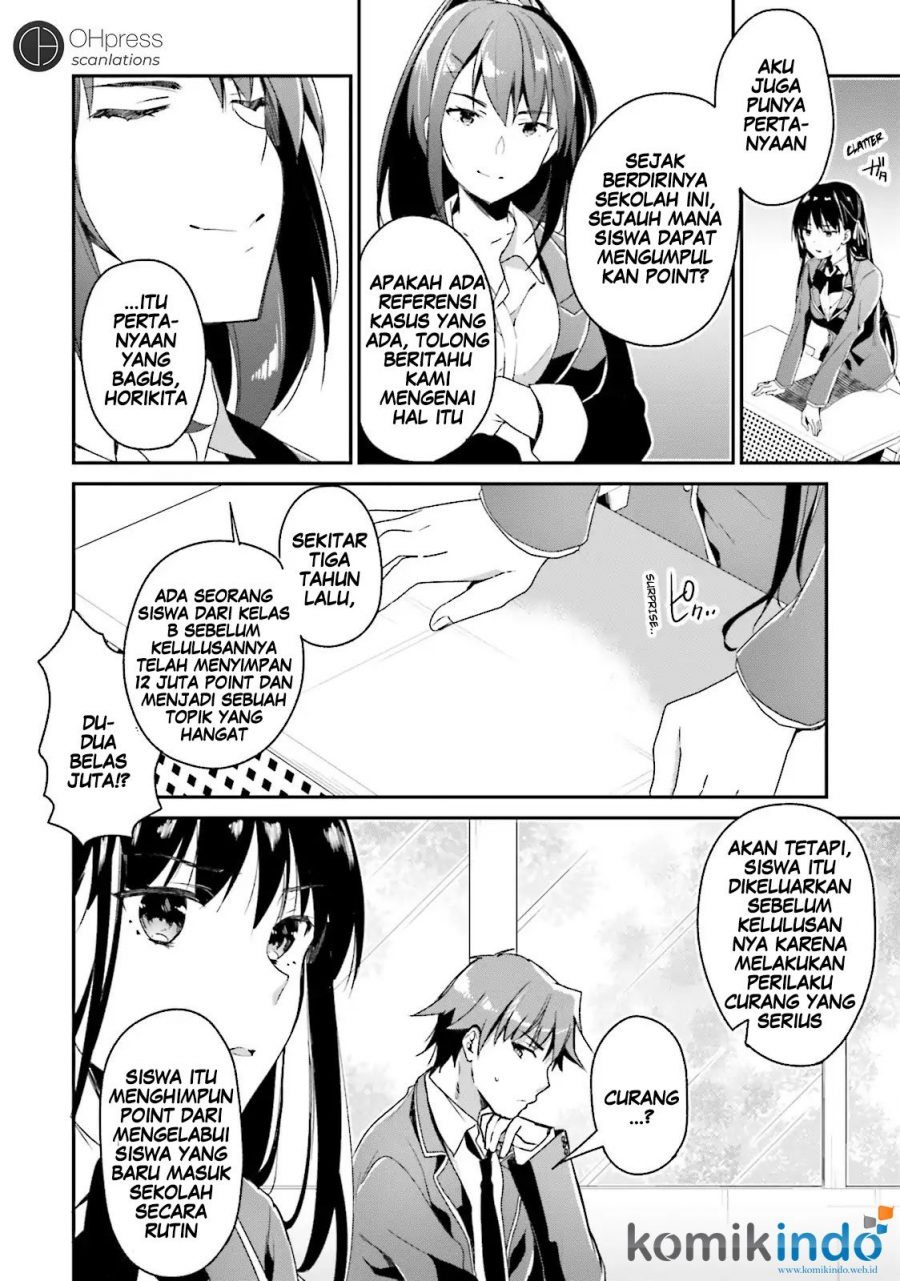 OHpress
scanlations
AKU
JUGA
PUNYA
PERTA-
NYAAN
CLATTER
SEJAK
BERDIRINYA
SEKOLAH INI,
SEJAUH MANA
SISWA DAPAT
MENGUMPUL
KAN POINT?
APAKAH ADA
REFERENSI
KASUS YANG
ADA, TOLONG
BERITAHU
KAMI
MENGENAI
HAL ITU
...ITU
PERTA-
NYAAN
YANG
BAGUS,
HORIKITA
SURPRISE..
SEKITAR
TIGA
TAHUN
LALU,
ADA SEORANG
SISWA DARI KELAS
B SEBELUM
KELULUSANNYA
TELAH MENYIMPAN
12 JUTA POINT DAN
MENJADI SEBUAH
TOPIK YANG
HANGAT
DU-
DUA
BELAS
JUTA!?
AKAN TETAPI,
SISWA ITU
DIKELUARKAN
SEBELUM
KELULUSAN
NYA KARENA
MELAKUKAN
PERILAKU
CURANG YANG
SERIUS
CURANG
...?
SISWA ITU
MENGHIMPUN
POINT DARI
MENGELABUI
SISWA YANG
BARU MASUK
SEKOLAH
SECARA
RUTIN
komikindo
www.komikindo.web.id